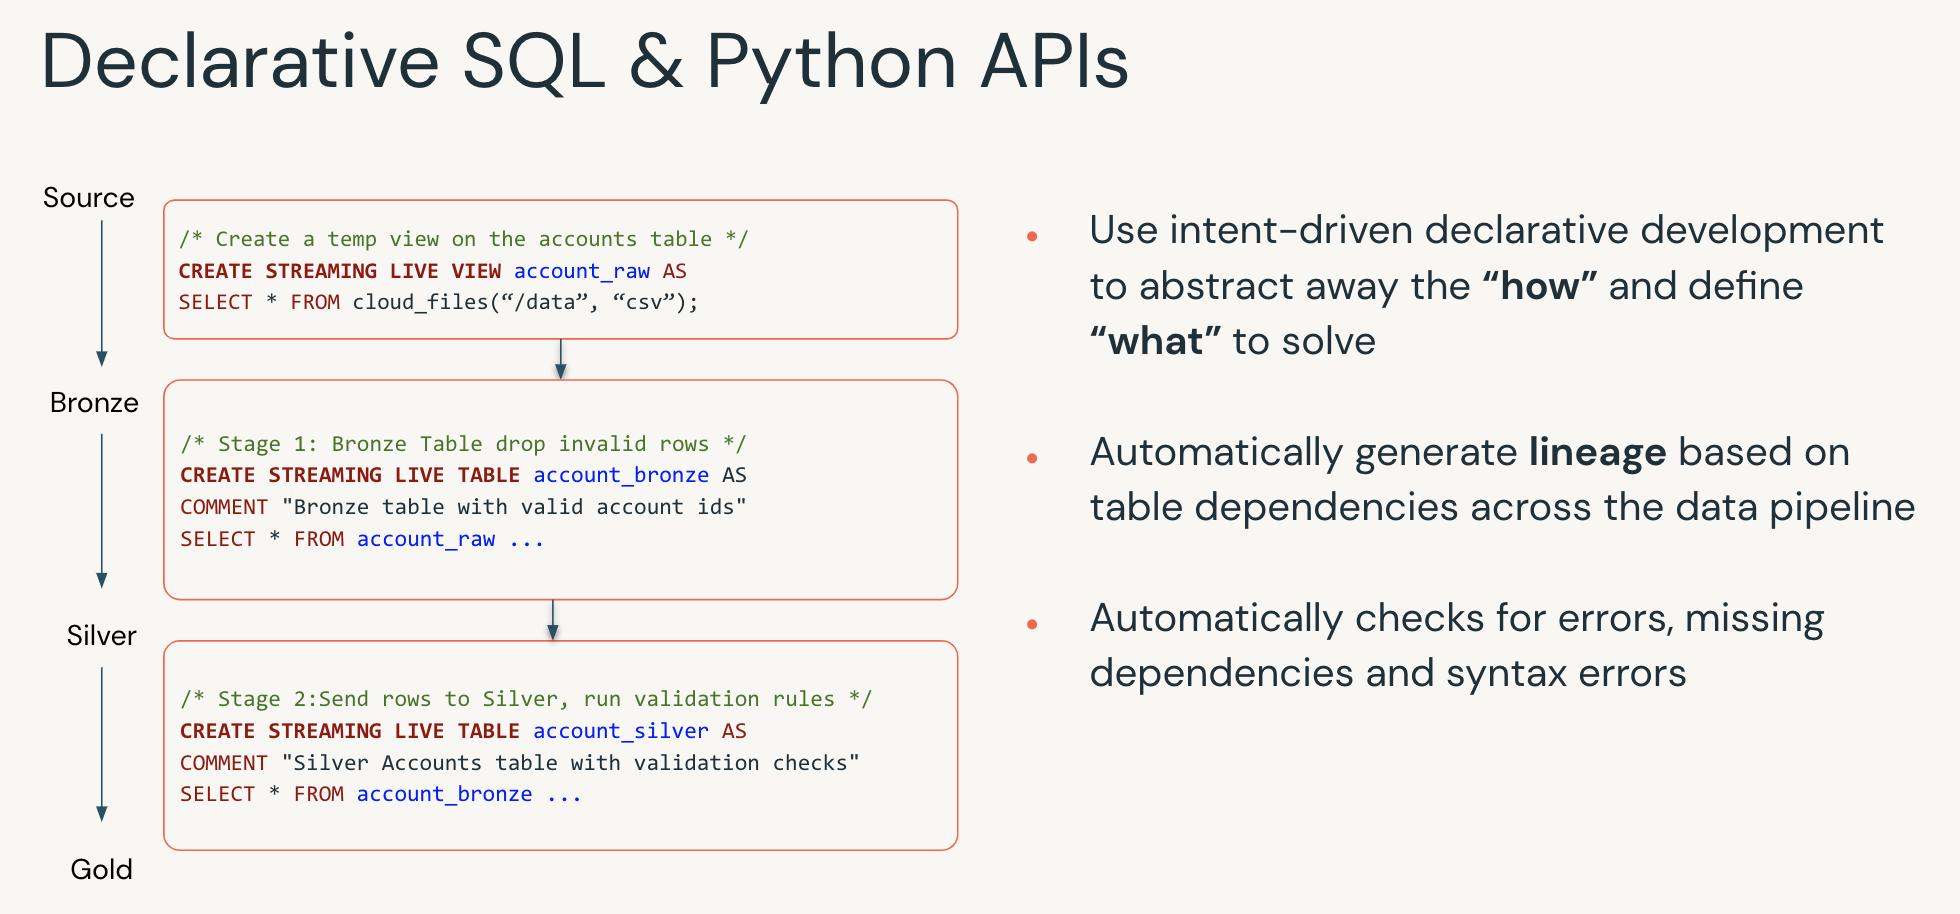 Declarative SQL & Python APIs
Source
/* Create a temp view on the accounts table */
CREATE STREAMING LIVE VIEW account_raw AS
SELECT * FROM cloud_files(“/data”, “csv”);
Bronze
/* Stage 1: Bronze Table drop invalid rows */
CREATE STREAMING LIVE TABLE account_bronze AS
COMMENT "Bronze table with valid account ids"
SELECT * FROM account_raw ...
Silver
/* Stage 2:Send rows to Silver, run validation rules */
CREATE STREAMING LIVE TABLE account_silver AS
COMMENT "Silver Accounts table with validation checks"
SELECT * FROM account_bronze ...
Gold
• Use intent-driven declarative development
to abstract away the “how” and define
“what” to solve
• Automatically generate lineage based on
table dependencies across the data pipeline
• Automatically checks for errors, missing
dependencies and syntax errors